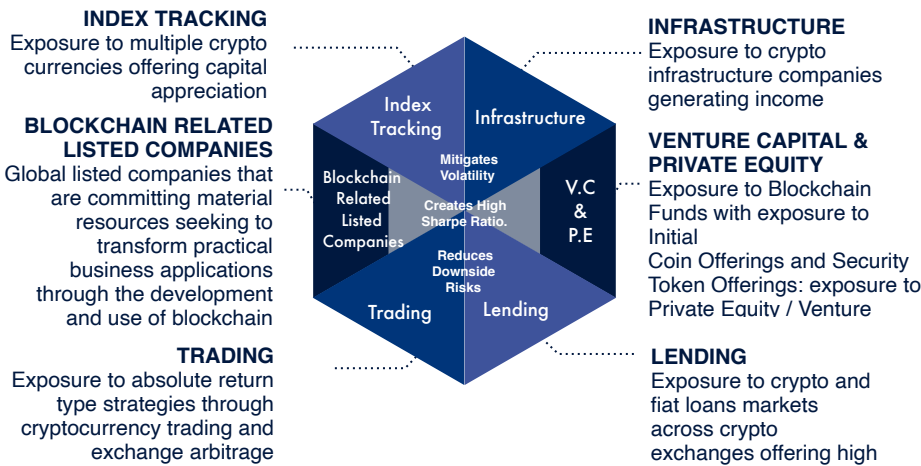 INDEX TRACKING
Exposure to multiple crypto
currencies offering capital
appreciation
BLOCKCHAIN RELATED
LISTED COMPANIES
Global listed companies that
are committing material
resources seeking to
transform practical
business applications
through the development
and use of blockchain
TRADING
Exposure to absolute return
type strategies through
cryptocurrency trading and
exchange arbitrage
Index
Tracking
Infrastructure
Mitigates
Volatility
Blockchain
Related
Listed
Companies
Creates High
Sharpe Ratio.
V.C
&
P.E
Reduces
Downside
Risks
Trading
Lending
INFRASTRUCTURE
Exposure to crypto
infrastructure companies
generating income
VENTURE CAPITAL &
PRIVATE EQUITY
Exposure to Blockchain
Funds with exposure to
Initial
Coin Offerings and Security
Token Offerings: exposure to
Private Equity / Venture
LENDING
Exposure to crypto and
fiat loans markets
across crypto
exchanges offering high